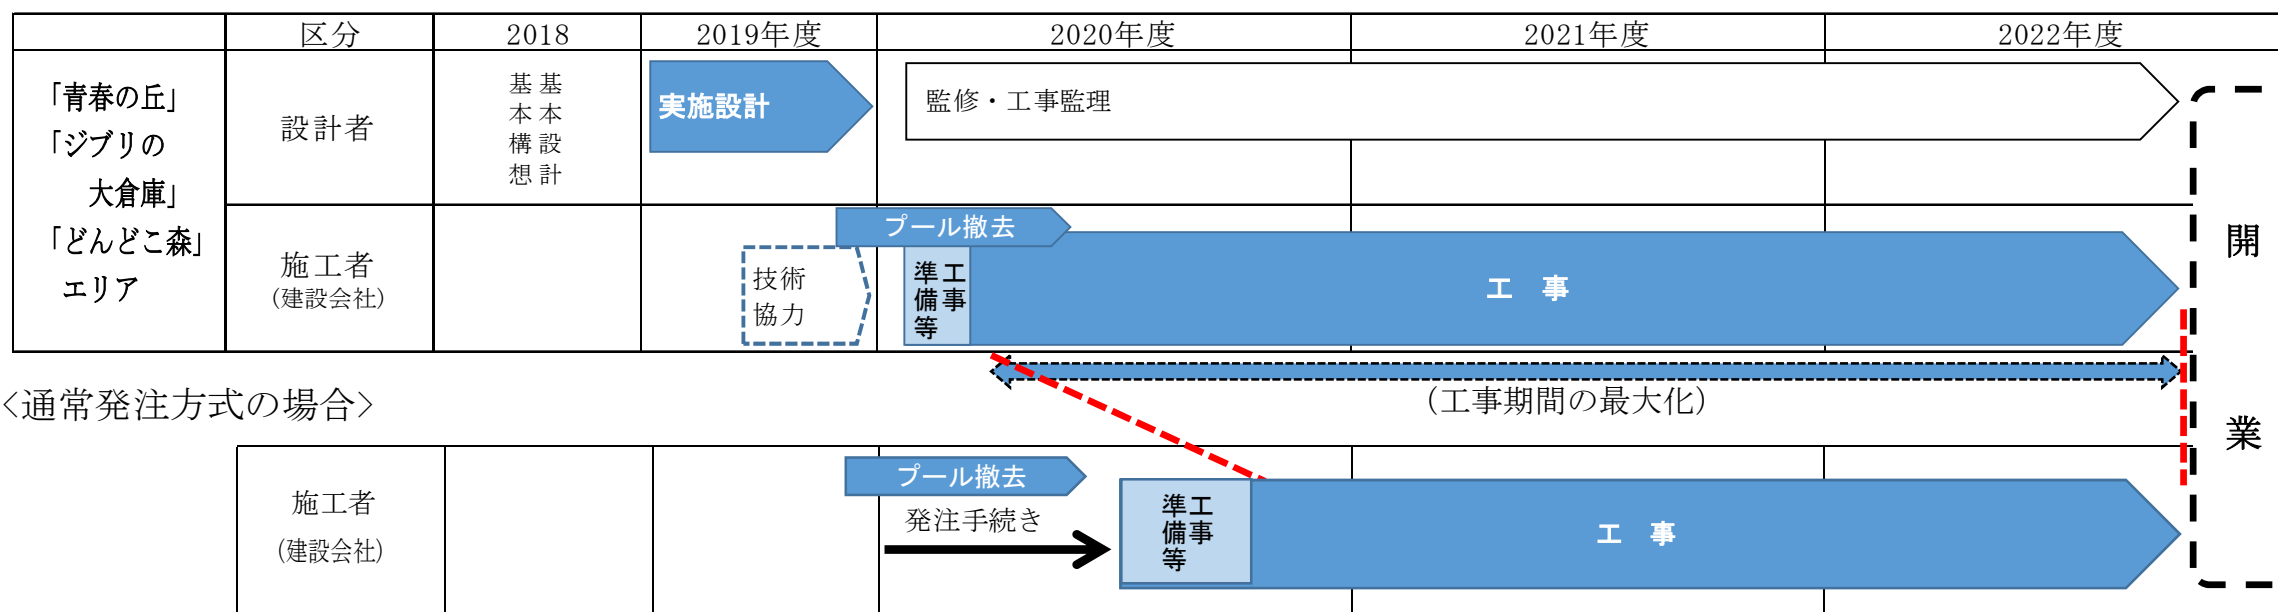 区分 2018 2019年度 2020年度 2021年度 2022年度
「青春の丘」
「ジブリの
大倉庫」
「どんどこ森」
エリア
設計者
基本構想
基本設計
実施設計
監修・工事監理
施工者
(建設会社)
技術
協力
プール撤去
工事
準備等
工 事
(工事期間の最大化)
開業
<通常発注方式の場合>
施工者
(建設会社)
プール撤去
発注手続き
工事
準備等
工 事